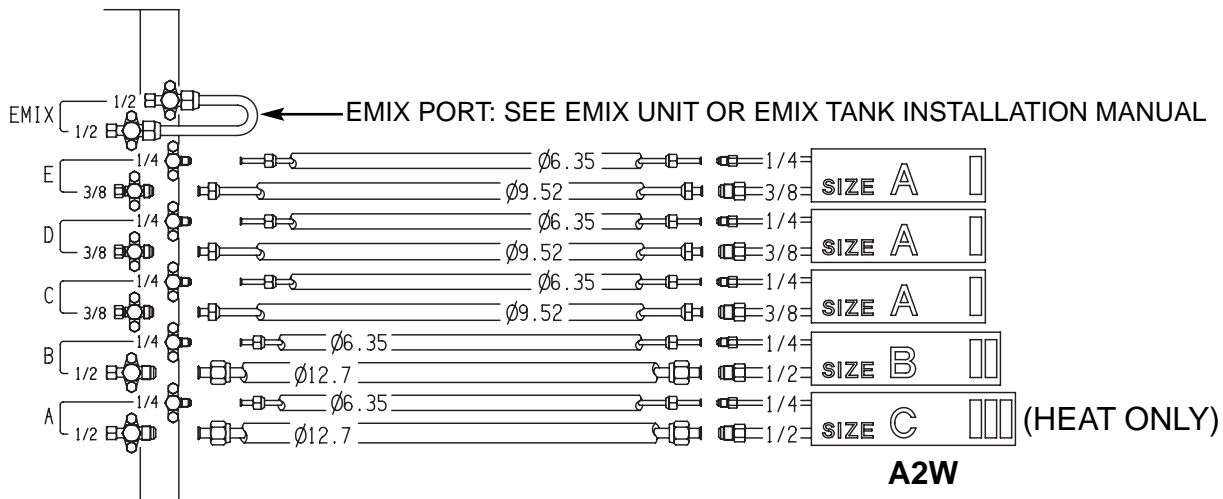 1/2
EMIX
1/2
EMIX PORT: SEE EMIX UNIT OR EMIX TANK INSTALLATION MANUAL
E
1/4
Ø6.35
1/4
3/8
Ø9.52
3/8
SIZE A
D
1/4
Ø6.35
1/4
3/8
Ø9.52
3/8
SIZE A
C
1/4
Ø6.35
1/4
3/8
Ø9.52
3/8
SIZE A
B
1/4
Ø6.35
1/4
1/2
Ø12.7
1/2
SIZE B
A
1/4
Ø6.35
1/4
1/2
Ø12.7
1/2
SIZE C
(HEAT ONLY)
A2W